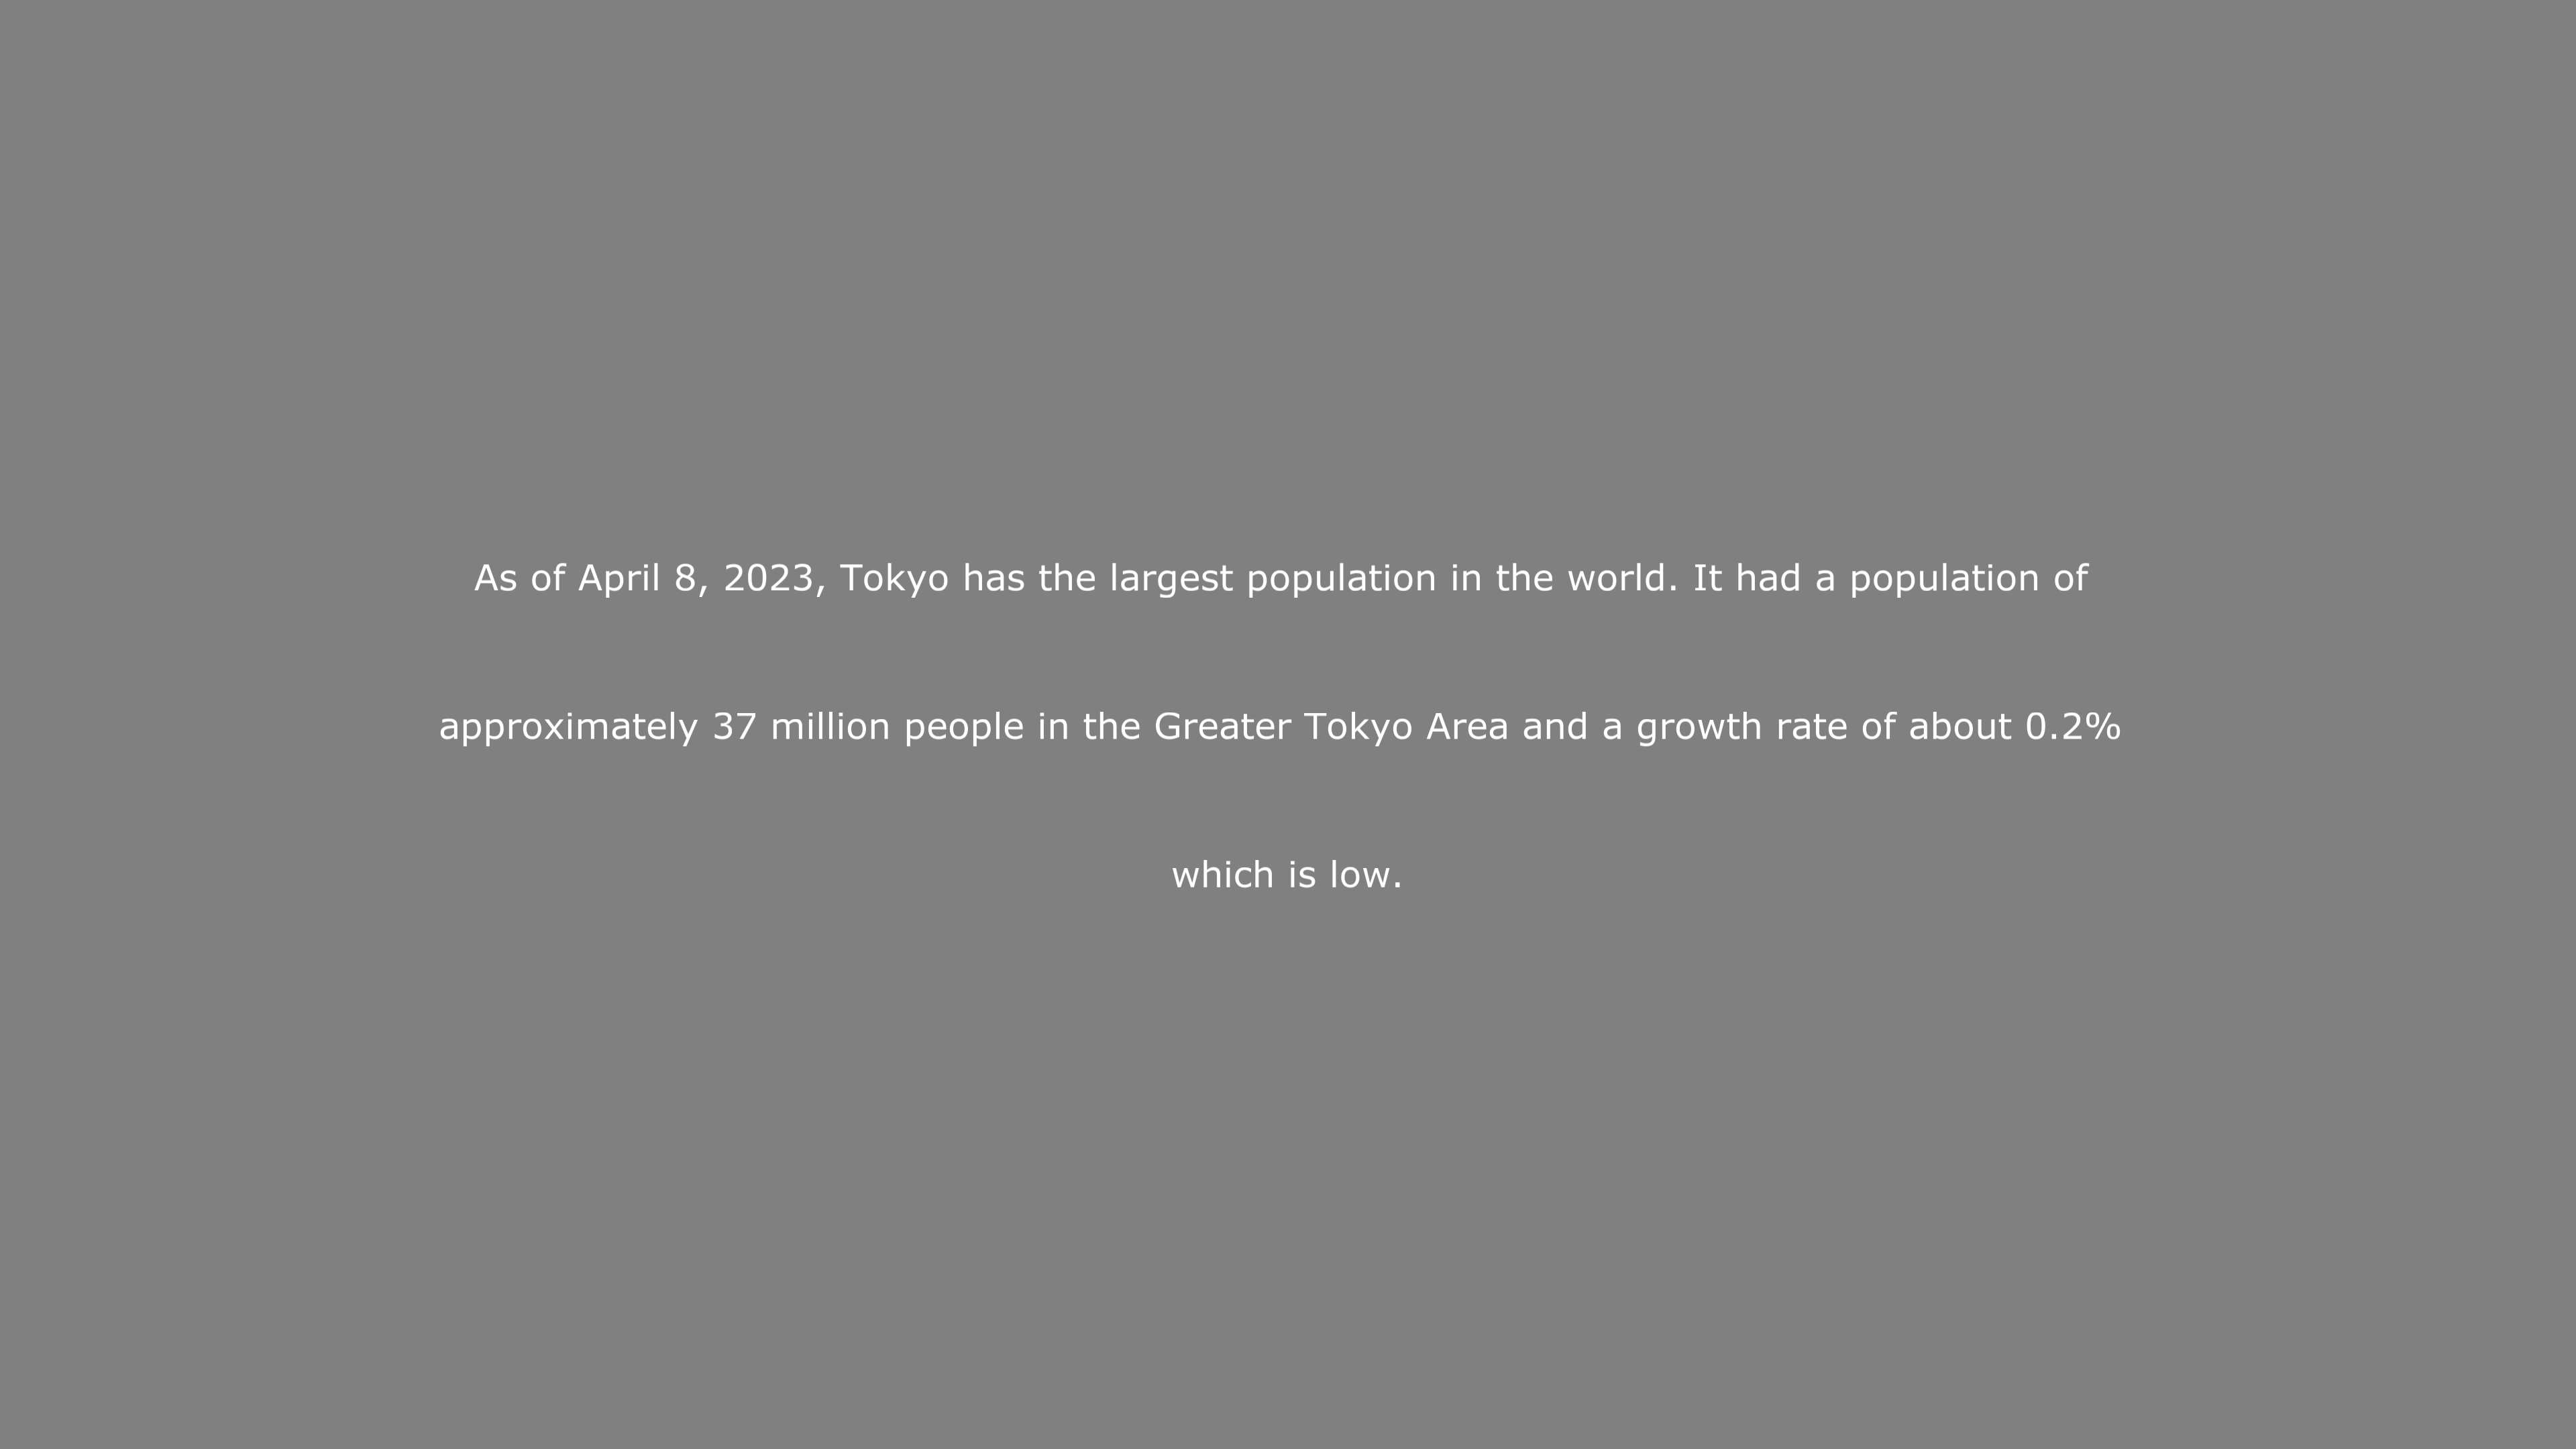 As of April 8, 2023, Tokyo has the largest population in the world. It had a population of
approximately 37 million people in the Greater Tokyo Area and a growth rate of about 0.2%
which is low.